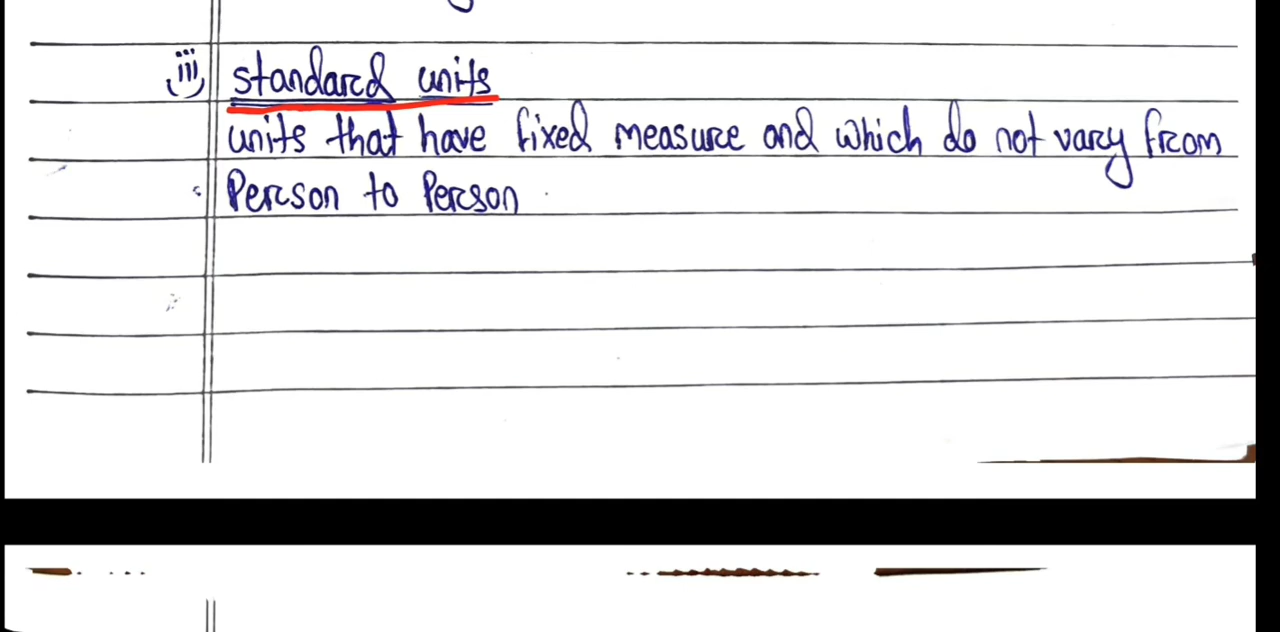 iii) standard units
units that have fixed measure and which do not vary from
Person to Person